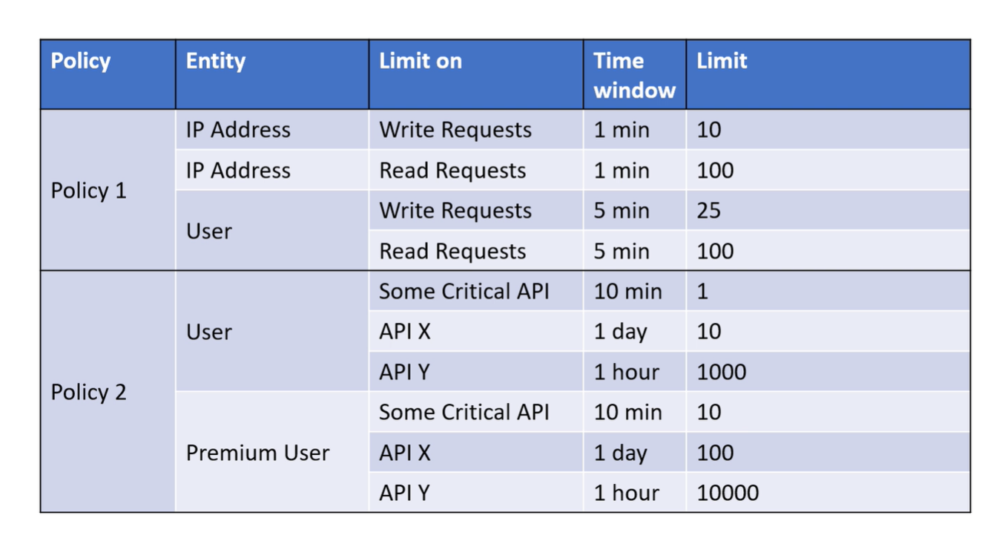 Policy Entity Limit on Time window Limit
Policy 1 IP Address Write Requests 1 min 10
IP Address Read Requests 1 min 100
User Write Requests 5 min 25
Read Requests 5 min 100
Policy 2 User Some Critical API 10 min 1
API X 1 day 10
API Y 1 hour 1000
Premium User Some Critical API 10 min 10
API X 1 day 100
API Y 1 hour 10000